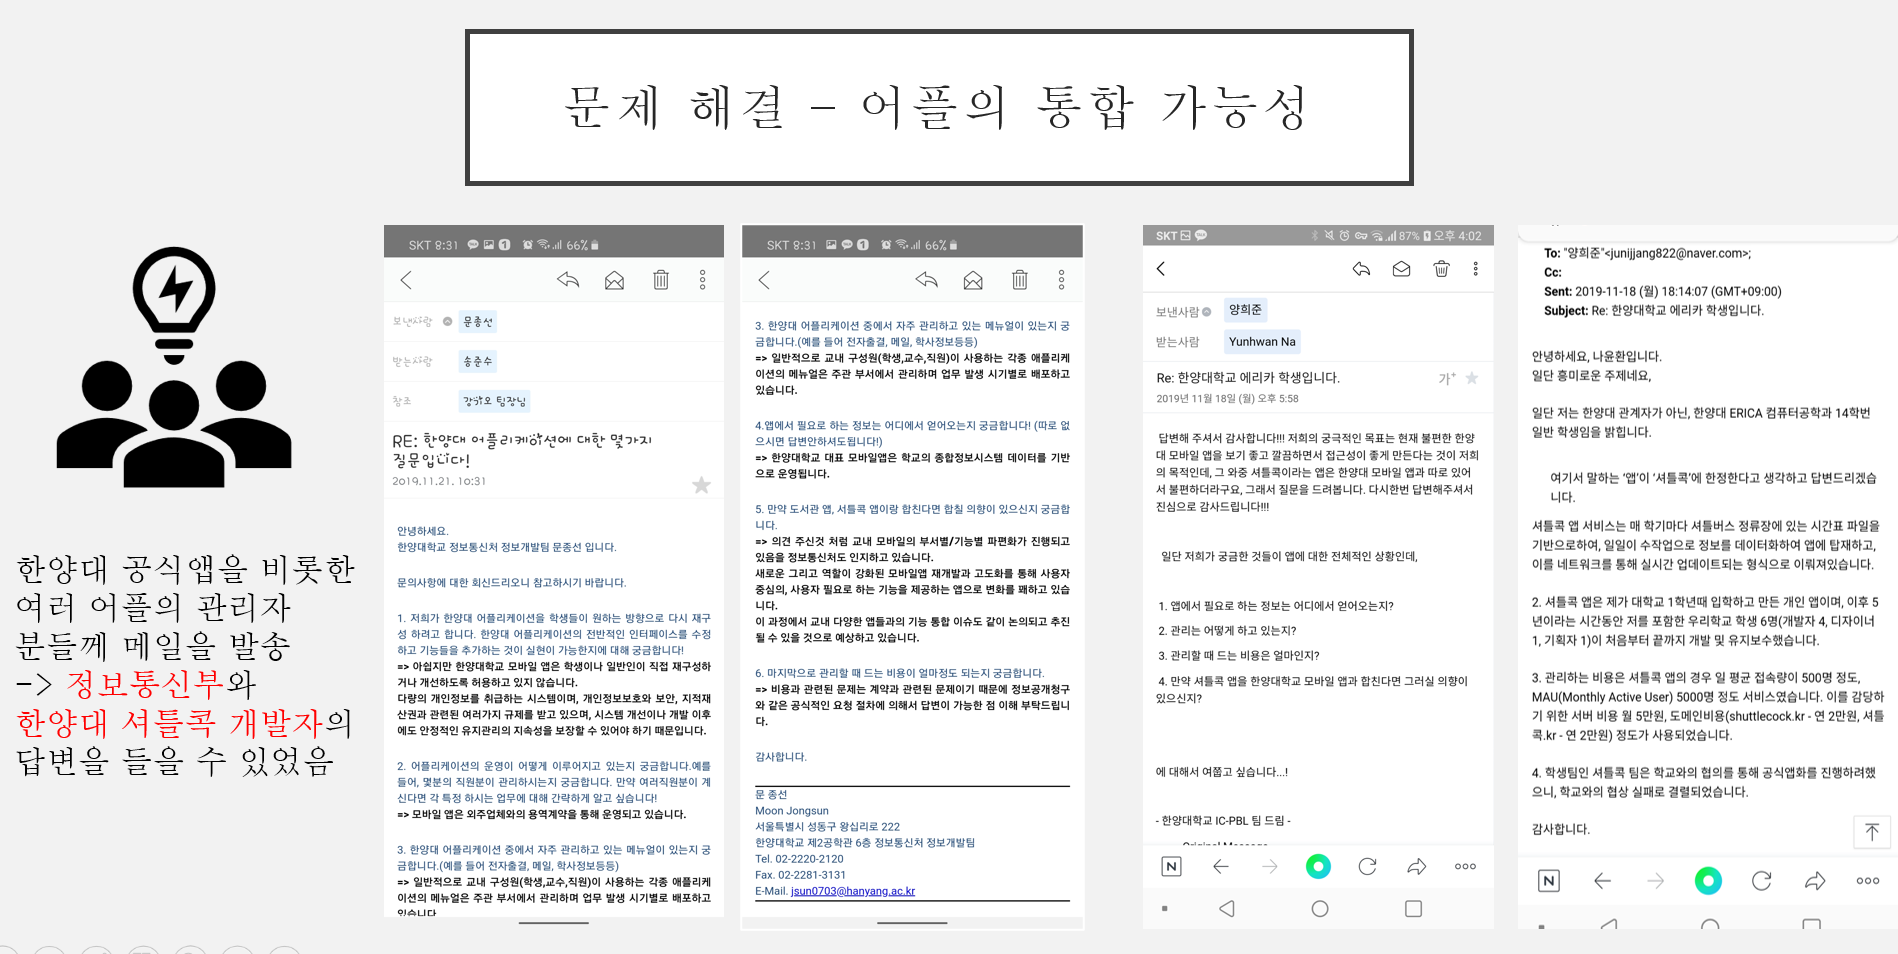 문제 해결 – 어플의 통합 가능성
한양대 공식앱을 비롯한
여러 어플의 관리자
분들께 메일을 발송
-> 정보통신부와
한양대 셔틀콕 개발자의
답변을 들을 수 있었음
SKT 8:31 1 66%
보낸사람 문종선
받는사람 송준수
참조 강상오 팀장님
RE: 한양대 어플리케이션에 대한 몇가지
질문입니다!
2019.11.21. 10:31
안녕하세요.
한양대학교 정보통신처 정보개발팀 문종선 입니다.
문의사항에 대한 회신드리오니 참고하시기 바랍니다.
1. 저희가 한양대 어플리케이션을 학생들이 원하는 방향으로 다시 재구
성 하려고 합니다. 한양대 어플리케이션의 전반적인 인터페이스를 수정
하고 기능들을 추가하는 것이 실현이 가능한지에 대해 궁금합니다!
=> 아쉽지만 한양대학교 모바일 앱은 학생이나 일반인이 직접 재구성하
거나 개선하도록 허용하고 있지 않습니다.
다량의 개인정보를 취급하는 시스템이며, 개인정보보호와 보안, 지적재
산권과 관련된 여러가지 규제를 받고 있으며, 시스템 개선이나 개발 이후
에도 안정적인 유지관리의 지속성을 보장할 수 있어야 하기 때문입니다.
2. 어플리케이션의 운영이 어떻게 이루어지고 있는지 궁금합니다.예를
들어, 몇분의 직원분이 관리하시는지 궁금합니다. 만약 여러직원분이 계
신다면 각 특정 하시는 업무에 대해 간략하게 알고 싶습니다!
=> 모바일 앱은 외주업체와의 용역계약을 통해 운영되고 있습니다.
3. 한양대 어플리케이션 중에서 자주 관리하고 있는 메뉴얼이 있는지 궁
금합니다.(예를 들어 전자출결, 메일, 학사정보등등)
=> 일반적으로 교내 구성원(학생,교수,직원)이 사용하는 각종 애플리케
이션의 메뉴얼은 주관 부서에서 관리하며 업무 발생 시기별로 배포하고
있습니다.
SKT 8:31 1 66%
3. 한양대 어플리케이션 중에서 자주 관리하고 있는 메뉴얼이 있는지 궁
금합니다.(예를 들어 전자출결, 메일, 학사정보등등)
=> 일반적으로 교내 구성원(학생,교수,직원)이 사용하는 각종 애플리케
이션의 메뉴얼은 주관 부서에서 관리하며 업무 발생 시기별로 배포하고
있습니다.
4.앱에서 필요로 하는 정보는 어디에서 얻어오는지 궁금합니다! (따로 없
으시면 답변안하셔도됩니다!)
=> 한양대학교 대표 모바일앱은 학교의 종합정보시스템 데이터를 기반
으로 운영됩니다.
5. 만약 도서관 앱, 서틀콕 앱이랑 합친다면 합칠 의향이 있으신지 궁금합
니다.
=> 의견 주신것 처럼 교내 모바일의 부서별/기능별 파편화가 진행되고
있음을 정보통신처도 인지하고 있습니다.
새로운 그리고 역할이 강화된 모바일앱 재개발과 고도화를 통해 사용자
중심의, 사용자 필요로 하는 기능을 제공하는 앱으로 변화를 꽤하고 있습
니다.
이 과정에서 교내 다양한 앱들과의 기능 통합 이슈도 같이 논의되고 추진
될 수 있을 것으로 예상하고 있습니다.
6. 마지막으로 관리할 때 드는 비용이 얼마정도 되는지 궁금합니다.
=> 비용과 관련된 문제는 계약과 관련된 문제이기 때문에 정보공개청구
와 같은 공식적인 요청 절차에 의해서 답변이 가능한 점 이해 부탁드립니
다.
감사합니다.
문 종선
Moon Jongsun
서울특별시 성동구 왕십리로 222
한양대학교 제2공학관 6층 정보통신처 정보개발팀
Tel. 02-2220-2120
Fax. 02-2281-3131
E-Mail. jsun0703@hanyang.ac.kr
SKT 87% 오후 4:02
보낸사람 양희준
받는사람 Yunhwan Na
Re: 한양대학교 에리카 학생입니다. 가+
2019년 11월 18일 (월) 오후 5:58
답변해 주셔서 감사합니다!!! 저희의 궁극적인 목표는 현재 불편한 한양
대 모바일 앱을 보기 좋고 깔끔하면서 접근성이 좋게 만든다는 것이 저희
의 목적인데, 그 와중 셔틀콕이라는 앱은 한양대 모바일 앱과 따로 있어
서 불편하더라구요, 그래서 질문을 드려봅니다. 다시한번 답변해주셔서
진심으로 감사드립니다!!!
일단 저희가 궁금한 것들이 앱에 대한 전체적인 상황인데,
1. 앱에서 필요로 하는 정보는 어디에서 얻어오는지?
2. 관리는 어떻게 하고 있는지?
3. 관리할 때 드는 비용은 얼마인지?
4. 만약 셔틀콕 앱을 한양대학교 모바일 앱과 합친다면 그러실 의향이
있으신지?
에 대해서 여쭙고 싶습니다...!
- 한양대학교 IC-PBL 팀 드림 -
Original Message
N
To: "양희준"<junijjang822@naver.com>;
Cc:
Sent: 2019-11-18 (월) 18:14:07 (GMT+09:00)
Subject: Re: 한양대학교 에리카 학생입니다.
안녕하세요, 나윤환입니다.
일단 흥미로운 주제네요,
일단 저는 한양대 관계자가 아닌, 한양대 ERICA 컴퓨터공학과 14학번
일반 학생임을 밝힙니다.
여기서 말하는 '앱'이 '셔틀콕'에 한정한다고 생각하고 답변드리겠습
니다.
셔틀콕 앱 서비스는 매 학기마다 셔틀버스 정류장에 있는 시간표 파일을
기반으로하여, 일일이 수작업으로 정보를 데이터화하여 앱에 탑재하고,
이를 네트워크를 통해 실시간 업데이트되는 형식으로 이뤄져있습니다.
2. 셔틀콕 앱은 제가 대학교 1학년때 입학하고 만든 개인 앱이며, 이후 5
년이라는 시간동안 저를 포함한 우리학교 학생 6명(개발자 4, 디자이너
1, 기획자 1)이 처음부터 끝까지 개발 및 유지보수했습니다.
3. 관리하는 비용은 셔틀콕 앱의 경우 일 평균 접속량이 500명 정도,
MAU(Monthly Active User) 5000명 정도 서비스였습니다. 이를 감당하
기 위한 서버 비용 월 5만원, 도메인비용(shuttlecock.kr - 연 2만원, 셔틀
콕.kr - 연 2만원) 정도가 사용되었습니다.
4. 학생팀인 셔틀콕 팀은 학교와의 협의를 통해 공식앱화를 진행하려했
으니, 학교와의 협상 실패로 결렬되었습니다.
감사합니다.
N